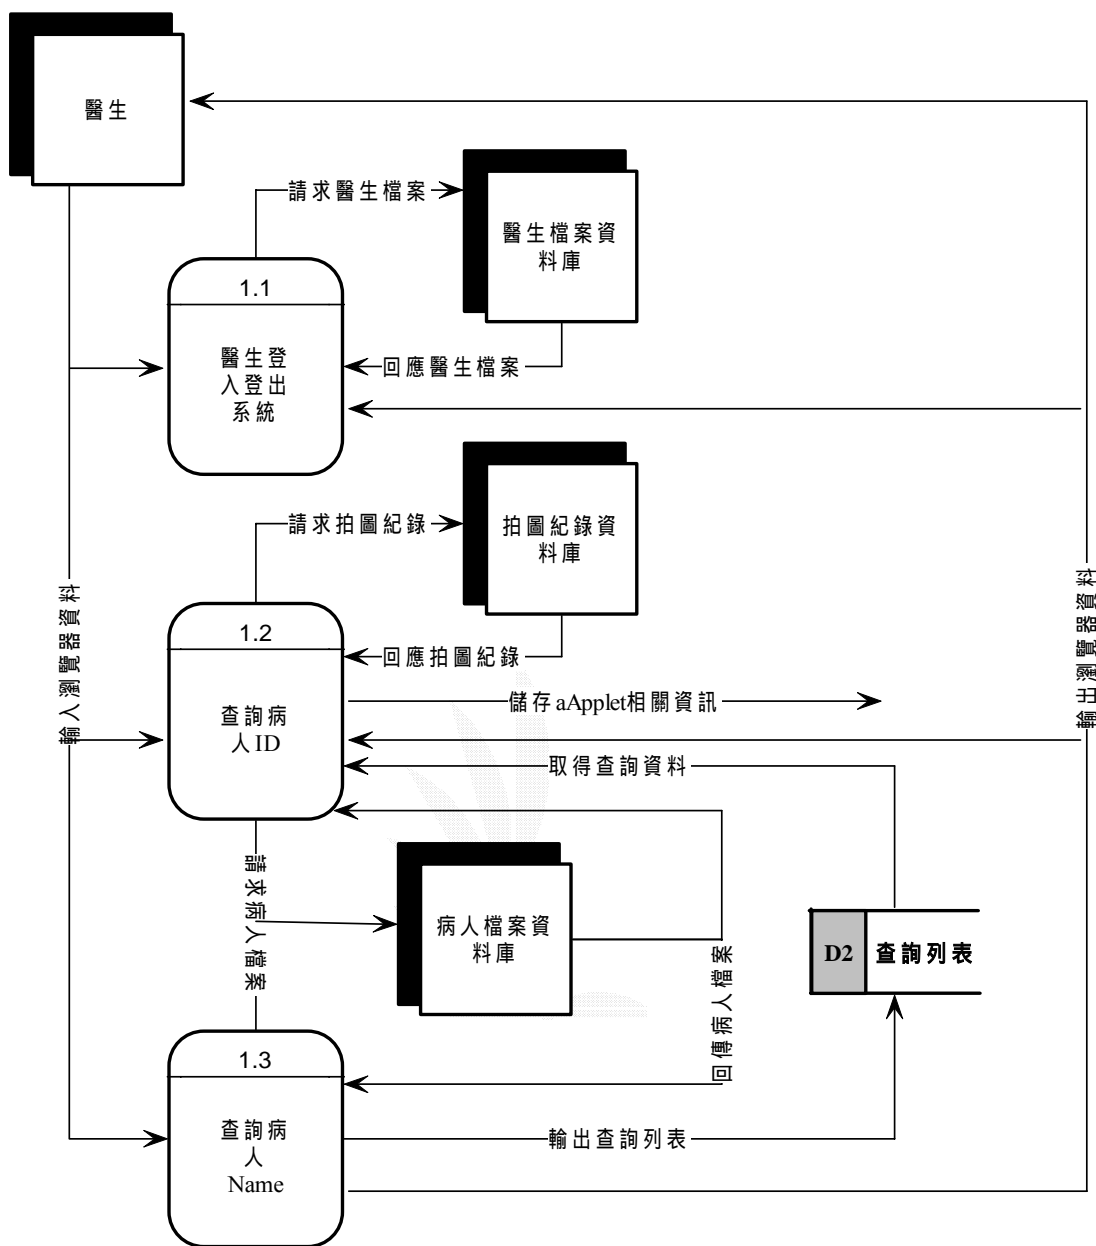 醫生
請求醫生檔案
醫生檔案資
料庫
1.1
醫生登
入登出
系統
回應醫生檔案
請求拍圖紀錄
拍圖紀錄資
料庫
輸入瀏覽器資料
輸出瀏覽器資料
1.2
查詢病
人ID
回應拍圖紀錄
儲存aApplet相關資訊
取得查詢資料
請求病人檔案
病人檔案資
料庫
回傳病人檔案
D2 查詢列表
1.3
查詢病
人
Name
輸出查詢列表